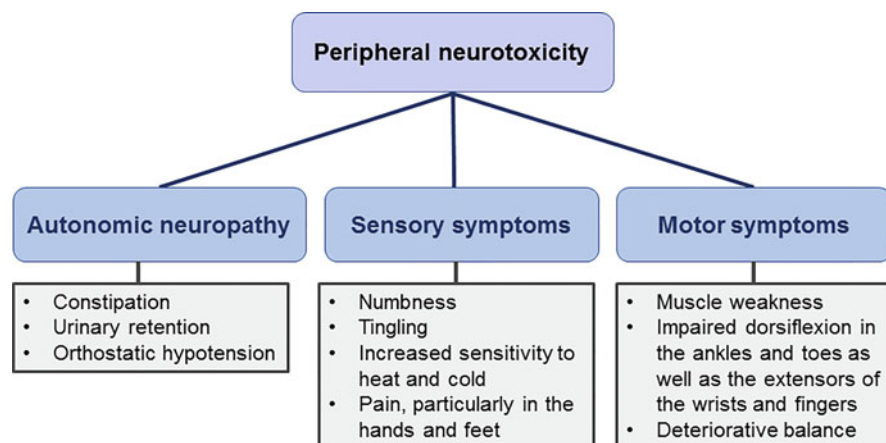 Peripheral neurotoxicity
Autonomic neuropathy
• Constipation
• Urinary retention
• Orthostatic hypotension
Sensory symptoms
• Numbness
• Tingling
• Increased sensitivity to
heat and cold
• Pain, particularly in the
hands and feet
Motor symptoms
• Muscle weakness
• Impaired dorsiflexion in
the ankles and toes as
well as the extensors of
the wrists and fingers
• Deteriorative balance